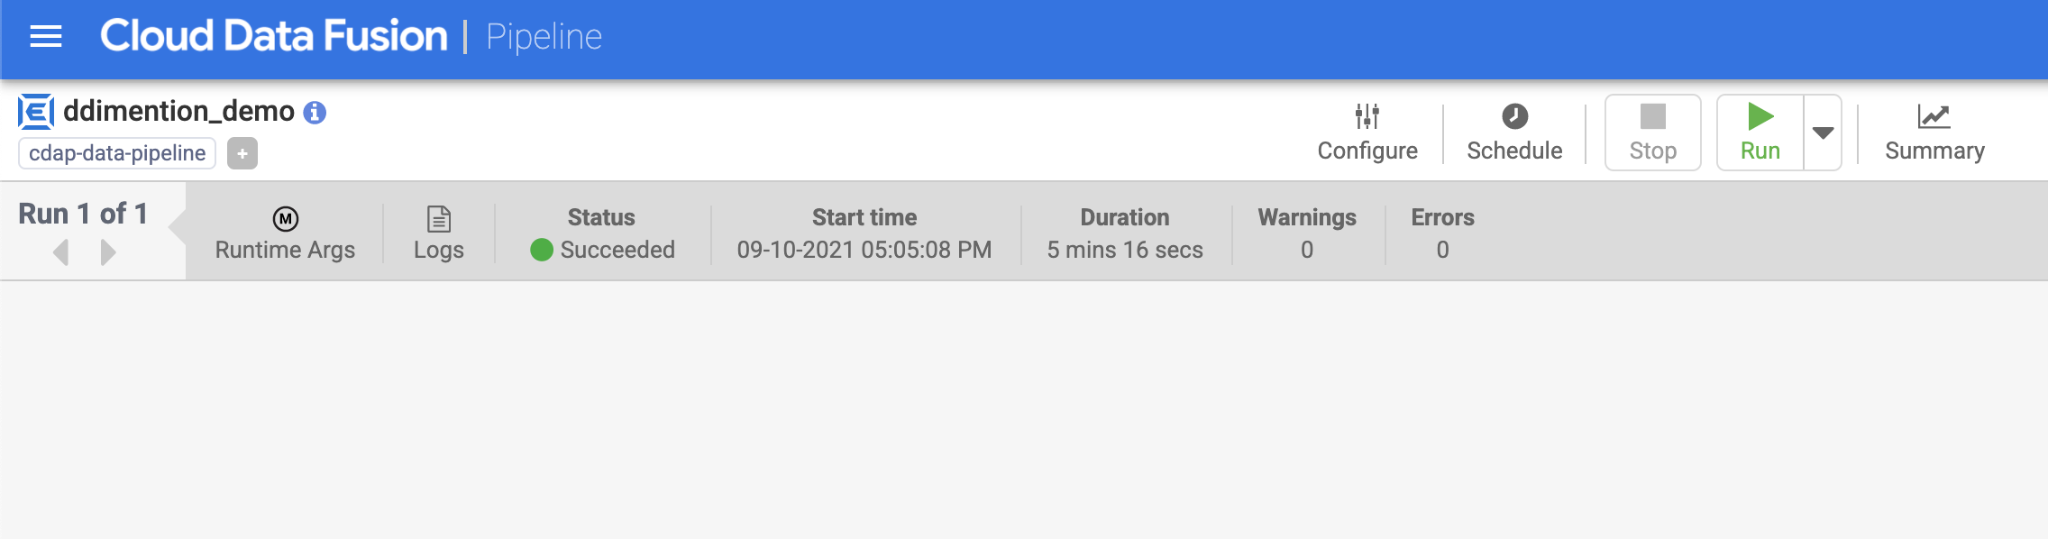 Cloud Data Fusion | Pipeline
ddimention_demo
cdap-data-pipeline
+
Configure
Schedule
Stop
Run
Summary
Run 1 of 1
Runtime Args
Logs
Status
Succeeded
Start time
09-10-2021 05:05:08 PM
Duration
5 mins 16 secs
Warnings
0
Errors
0